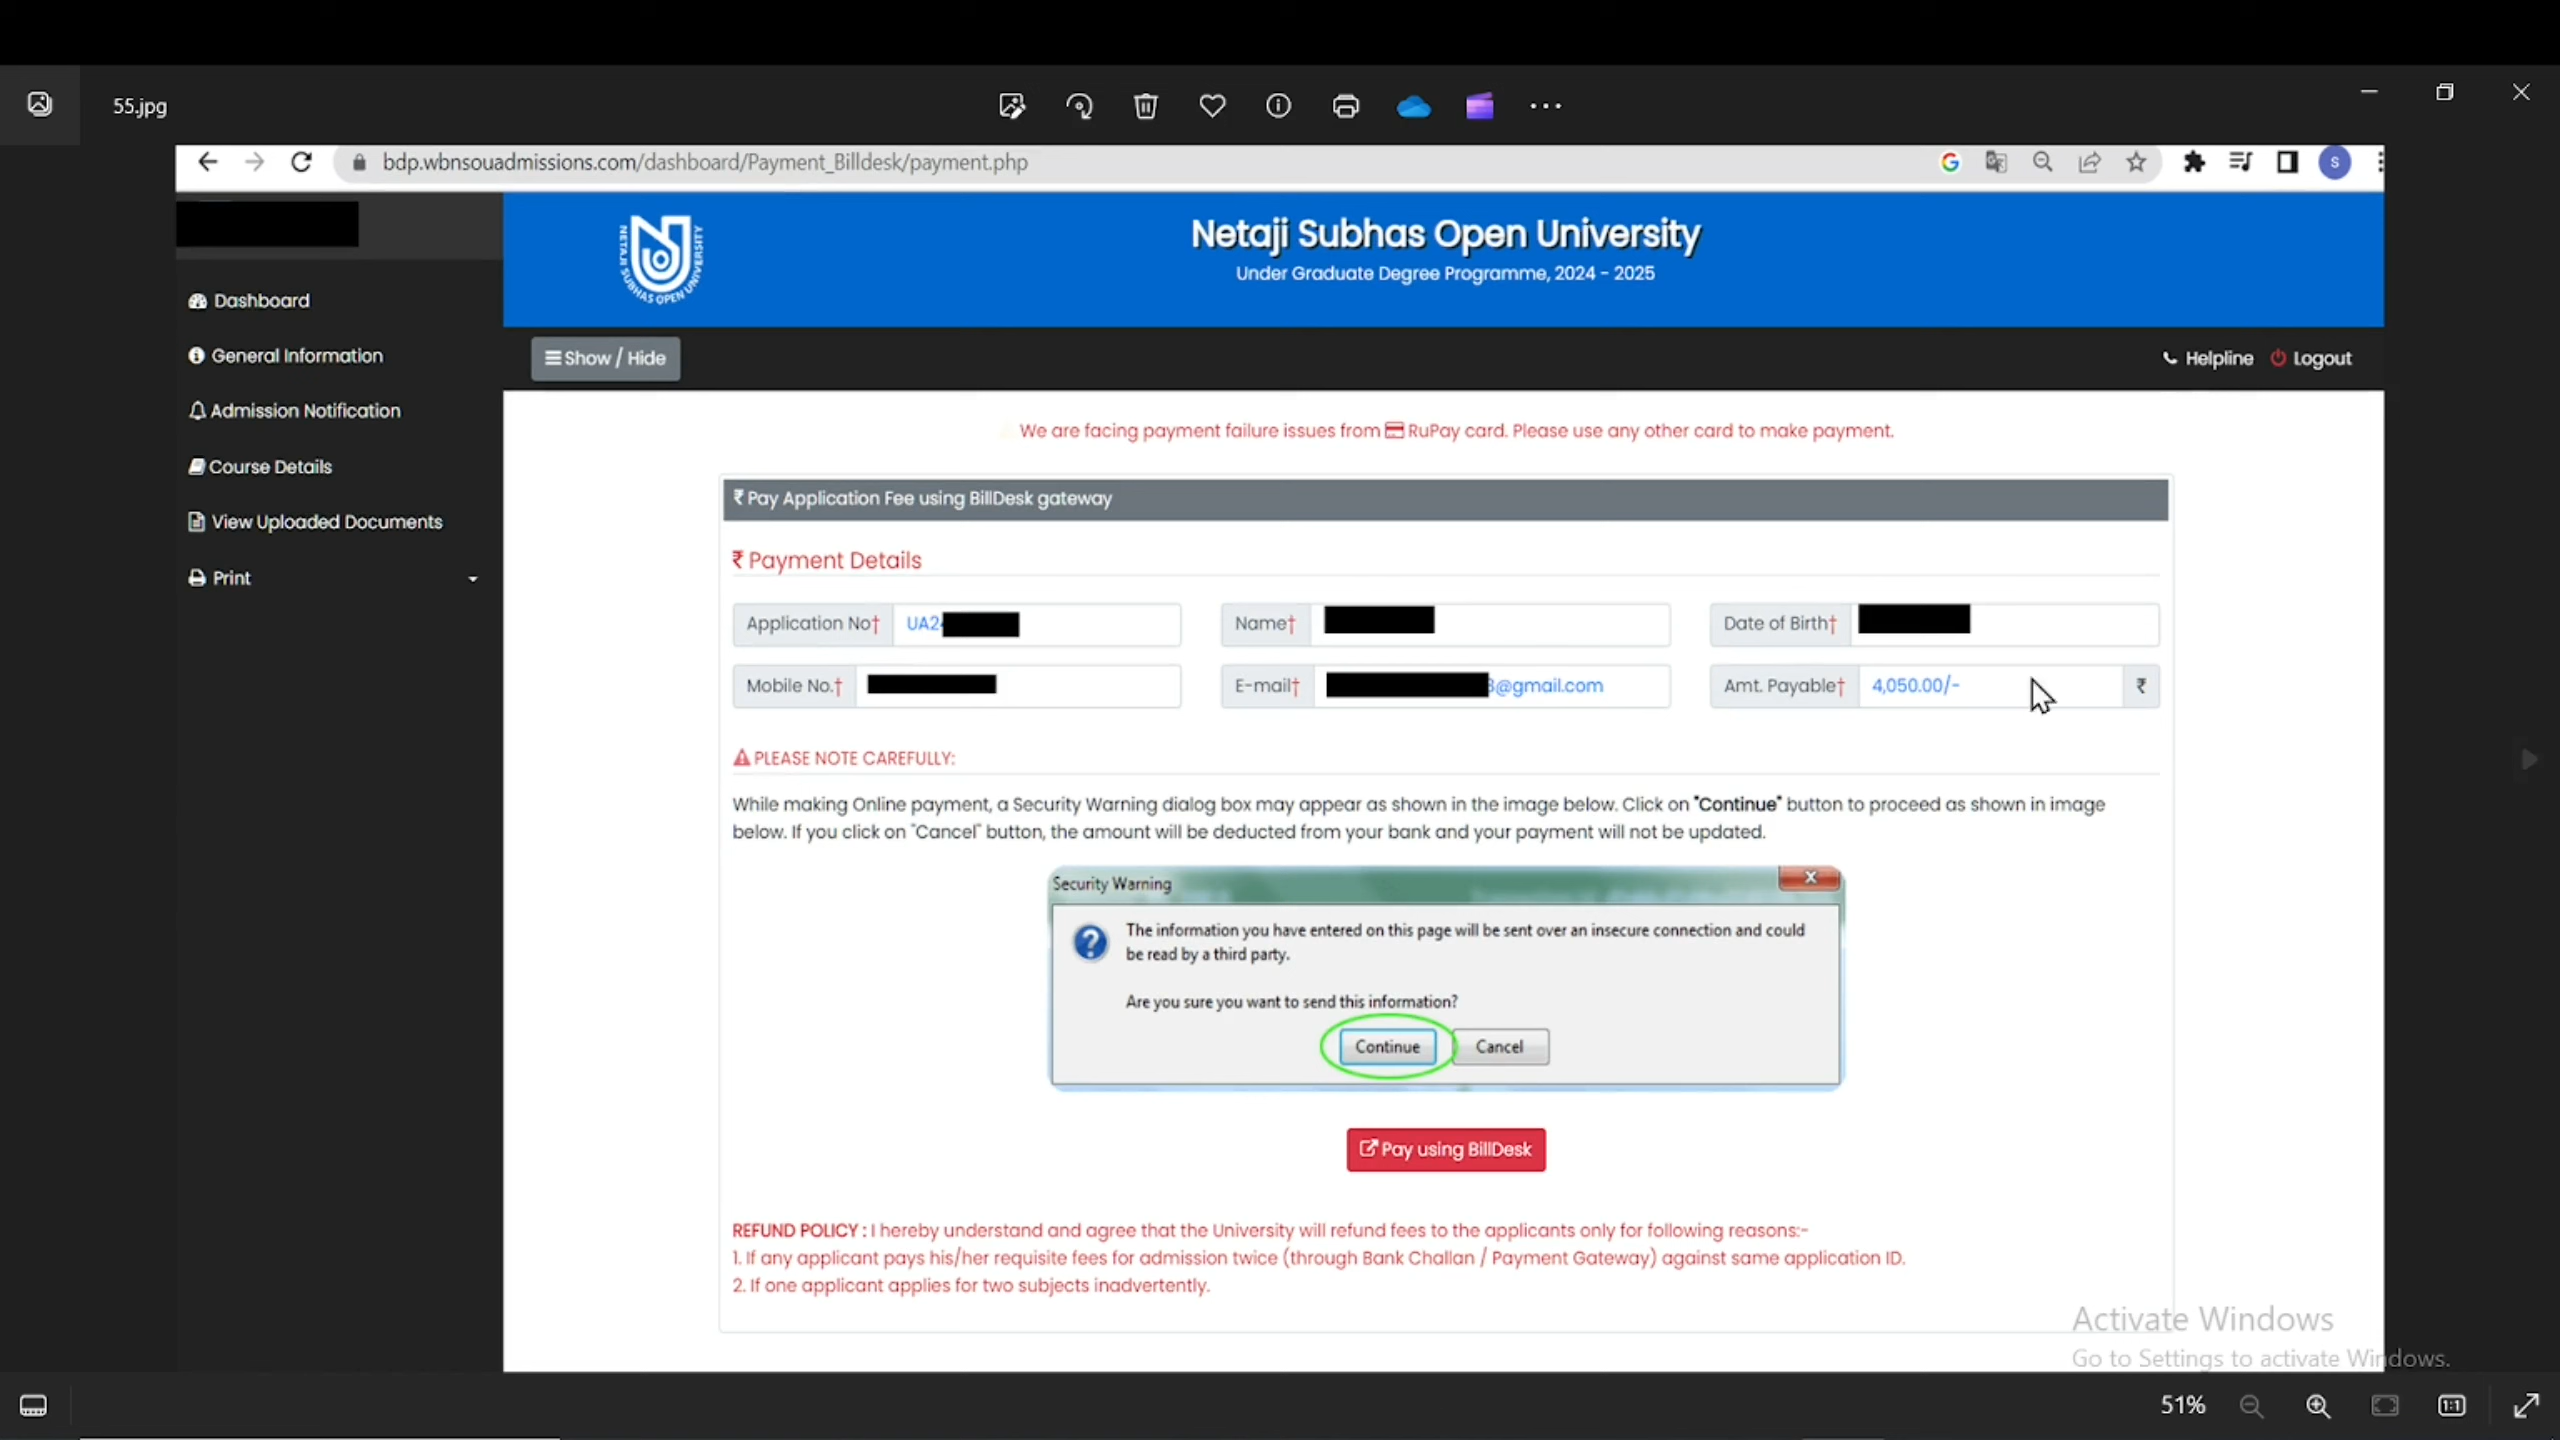 55.jpg
bdp.wbnsouadmissions.com/dashboard/Payment_Billdesk/payment.php
S
NETAJI SUBHAS OPEN UNIVERSITY
Netaji Subhas Open University
Under Graduate Degree Programme, 2024 - 2025
Dashboard
General Information
Admission Notification
Course Details
View Uploaded Documents
Print
Show / Hide
Helpline
Logout
We are facing payment failure issues from RuPay card. Please use any other card to make payment.
₹ Pay Application Fee using BillDesk gateway
₹ Payment Details
Application No† UA2
Name†
Date of Birth†
Mobile No.†
E-mail† @gmail.com
Amt. Payable† 4,050.00/- ₹
PLEASE NOTE CAREFULLY:
While making Online payment, a Security Warning dialog box may appear as shown in the image below. Click on "Continue" button to proceed as shown in image
below. If you click on "Cancel" button, the amount will be deducted from your bank and your payment will not be updated.
Security Warning
The information you have entered on this page will be sent over an insecure connection and could
be read by a third party.
Are you sure you want to send this information?
Continue
Cancel
Pay using BillDesk
REFUND POLICY : I hereby understand and agree that the University will refund fees to the applicants only for following reasons:-
1. If any applicant pays his/her requisite fees for admission twice (through Bank Challan / Payment Gateway) against same application ID.
2. If one applicant applies for two subjects inadvertently.
Activate Windows
Go to Settings to activate Windows.
51%
1:1